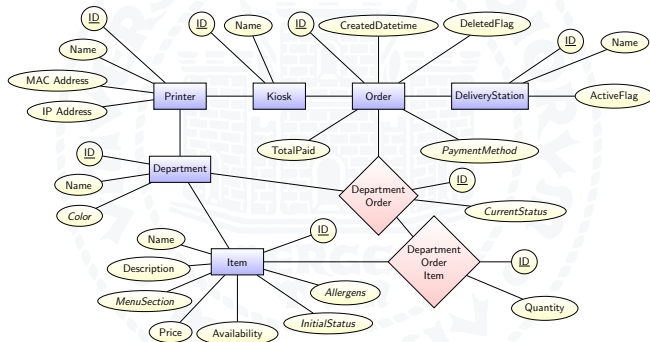 ID
Name
MAC Address
IP Address
Printer
ID
Name
Kiosk
ID
CreatedDatetime
DeletedFlag
Order
TotalPaid
PaymentMethod
ID
Name
ActiveFlag
DeliveryStation
ID
Name
Color
Department
Department
Order
ID
CurrentStatus
Name
Description
MenuSection
Price
Availability
InitialStatus
Allergens
ID
Item
Department
Order
Item
ID
Quantity